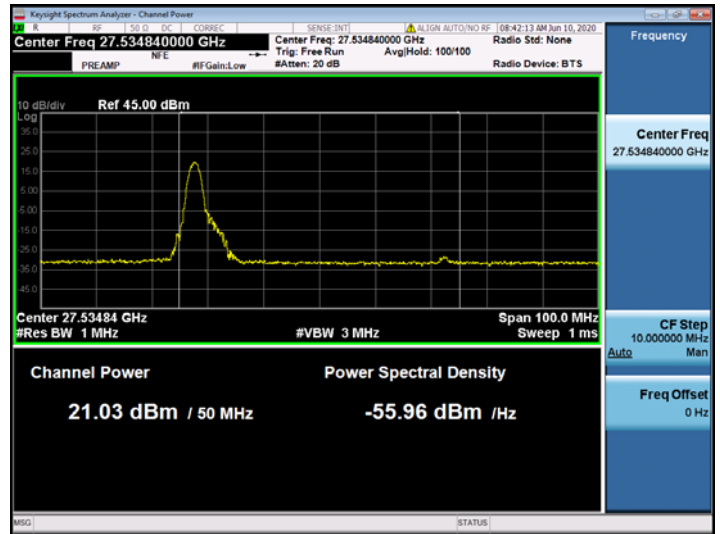 Keysight Spectrum Analyzer - Channel Power
R RF 50 Ω DC CORREC SENSE:INT ALIGN AUTO/NO RF 08:42:13 AM Jun 10, 2020
Center Freq 27.534840000 GHz
NFE
PREAMP #IFGain:Low
Center Freq: 27.534840000 GHz
Trig: Free Run Avg|Hold: 100/100
#Atten: 20 dB
Radio Std: None
Radio Device: BTS
10 dB/div Ref 45.00 dBm
Log
35.0
25.0
15.0
5.00
-5.00
-15.0
-25.0
-35.0
-45.0
Center 27.53484 GHz Span 100.0 MHz
#Res BW 1 MHz #VBW 3 MHz Sweep 1 ms
Channel Power Power Spectral Density
21.03 dBm / 50 MHz -55.96 dBm /Hz
Frequency
Center Freq
27.534840000 GHz
CF Step
10.000000 MHz
Auto Man
Freq Offset
0 Hz
MSG STATUS